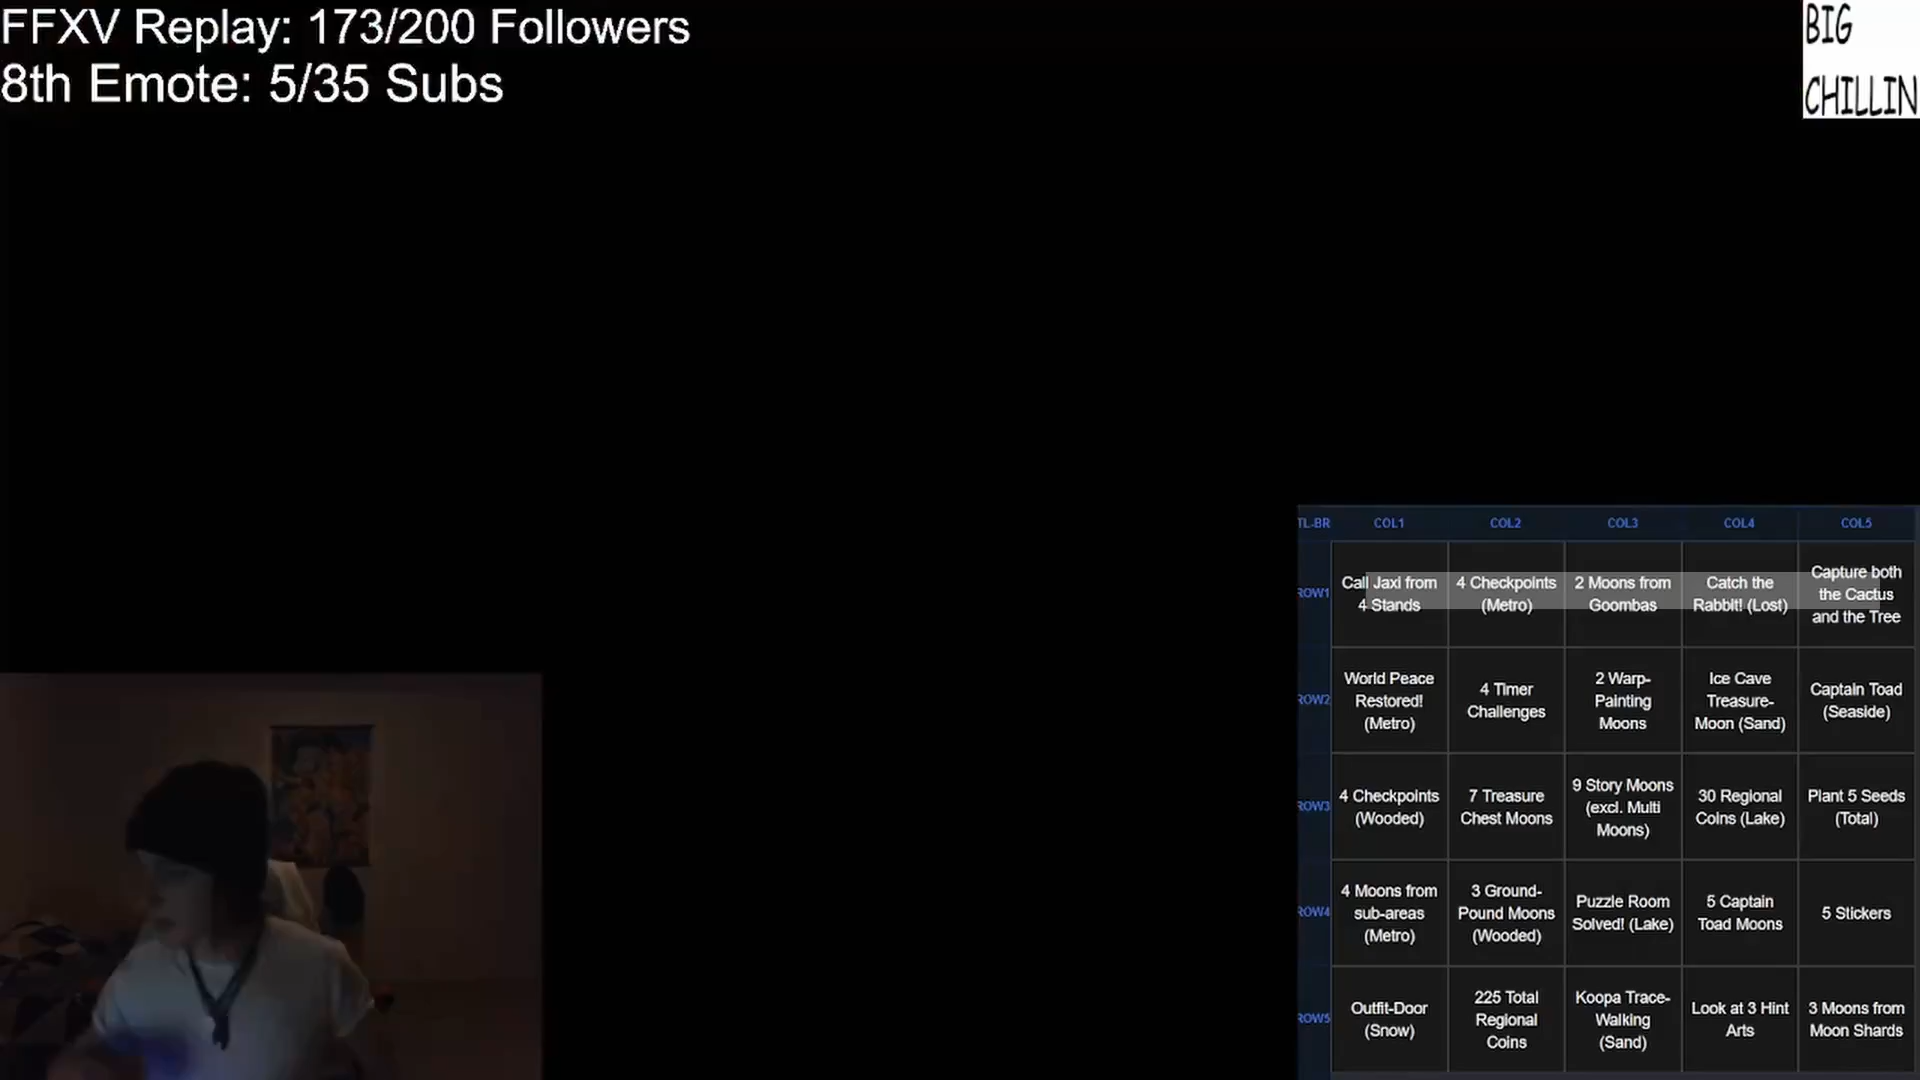 FFXV Replay: 173/200 Followers
8th Emote: 5/35 Subs
BIG
CHILLIN
TL-BR COL1 COL2 COL3 COL4 COL5
ROW1
Call Jaxi from
4 Stands
4 Checkpoints
(Metro)
2 Moons from
Goombas
Catch the
Rabbit! (Lost)
Capture both
the Cactus
and the Tree
ROW2
World Peace
Restored!
(Metro)
4 Timer
Challenges
2 Warp-
Painting
Moons
Ice Cave
Treasure-
Moon (Sand)
Captain Toad
(Seaside)
ROW3
4 Checkpoints
(Wooded)
7 Treasure
Chest Moons
9 Story Moons
(excl. Multi
Moons)
30 Regional
Coins (Lake)
Plant 5 Seeds
(Total)
ROW4
4 Moons from
sub-areas
(Metro)
3 Ground-
Pound Moons
(Wooded)
Puzzle Room
Solved! (Lake)
5 Captain
Toad Moons
5 Stickers
ROW5
Outfit-Door
(Snow)
225 Total
Regional
Coins
Koopa Trace-
Walking
(Sand)
Look at 3 Hint
Arts
3 Moons from
Moon Shards